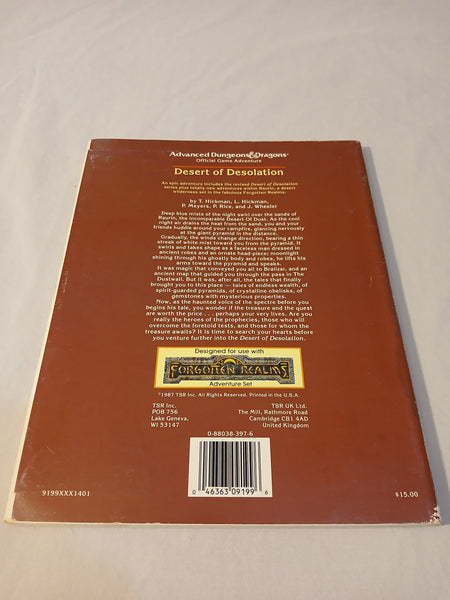 Advanced Dungeons&Dragons®
Official Game Adventure
Desert of Desolation
An epic adventure includes the revised Desert of Desolation
series plus totally new adventures within Raurin, a desert
wilderness set in the fabulous Forgotten Realms.
by T. Hickman, L. Hickman,
P. Meyers, P. Rice, and J. Wheeler
Deep blue mists of the night swirl over the sands of
Raurin, the incomparable Desert Of Dust. As the cool
night air drains the heat from the sand, you and your
friends huddle around your campfire, glancing nervously
at the giant pyramid in the distance.
Gradually, the winds change direction, bearing a thin
streak of white mist toward you from the pyramid. It
swirls and takes shape as a faceless man dressed in
ancient robes and an ornate head-piece; moonlight
shining through his ghostly body and robes, he lifts his
arms toward the pyramid and speaks.
It was magic that conveyed you all to Bralizar, and an
ancient map that guided you through the pass in The
Dustwall. But it was, after all, the tales that finally
brought you to this place — tales of endless wealth, of
spirit-guarded pyramids, of crystalline obelisks, of
gemstones with mysterious properties.
Now, as the haunted voice of the spectre before you
begins his tale, you wonder if the treasure and the quest
are worth the price . . . perhaps your very lives. Are you
really the heroes of the prophecies, those who will
overcome the foretold tests, and those for whom the
treasure awaits? It is time to search your hearts before
you venture further into the Desert of Desolation.
Designed for use with
FORGOTTEN REALMS
Adventure Set
©1987 TSR Inc. All Rights Reserved. Printed in the U.S.A.
TSR Inc.
POB 756
Lake Geneva,
WI 53147
TSR UK Ltd.
The Mill, Rathmore Road
Cambridge CB1 4AD
United Kingdom
0-88038-397-6
0 46363 09199 6
9199XXX1401
$15.00